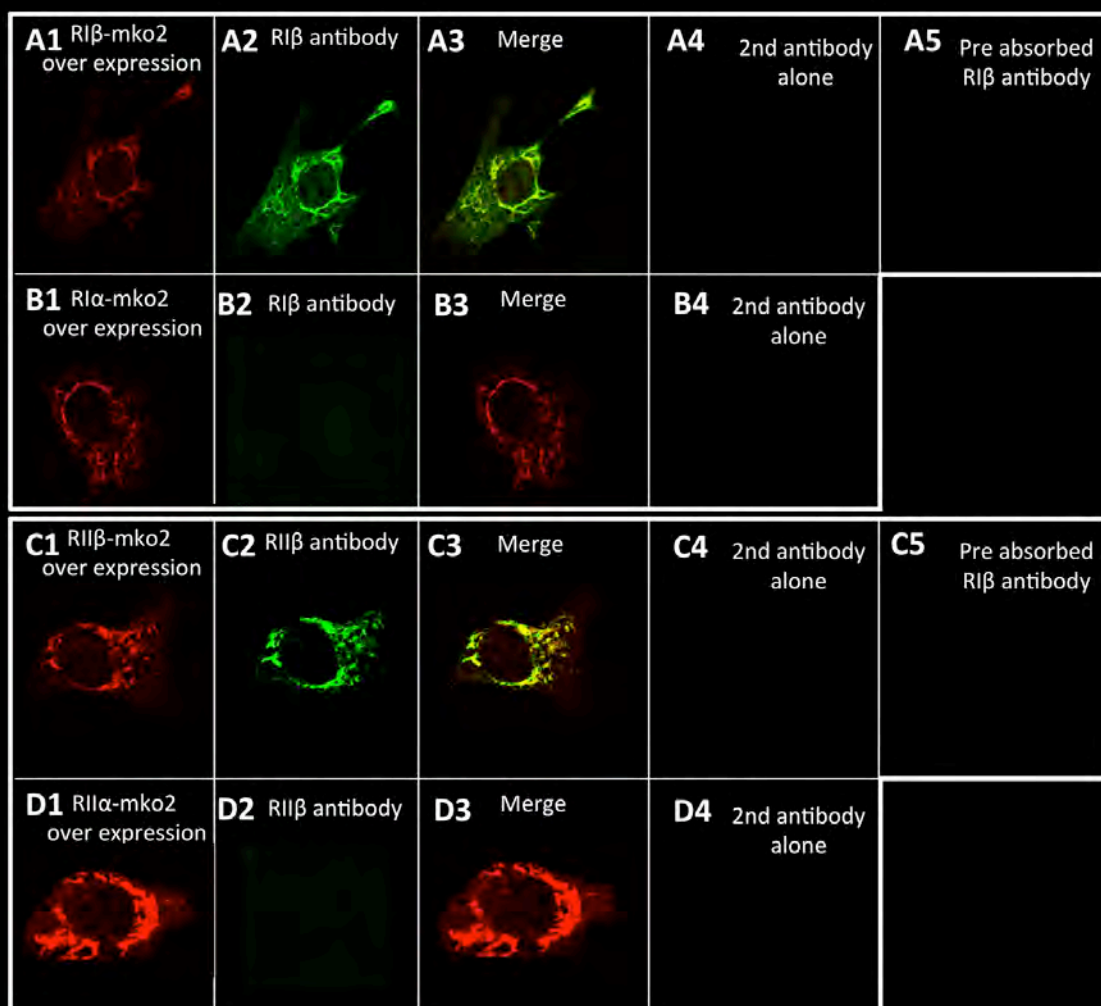 A1 RIβ-mko2
over expression
A2 RIβ antibody
A3 Merge
A4 2nd antibody
alone
A5 Pre absorbed
RIβ antibody
B1 RIα-mko2
over expression
B2 RIβ antibody
B3 Merge
B4 2nd antibody
alone
C1 RIIβ-mko2
over expression
C2 RIIβ antibody
C3 Merge
C4 2nd antibody
alone
C5 Pre absorbed
RIβ antibody
D1 RIIα-mko2
over expression
D2 RIIβ antibody
D3 Merge
D4 2nd antibody
alone